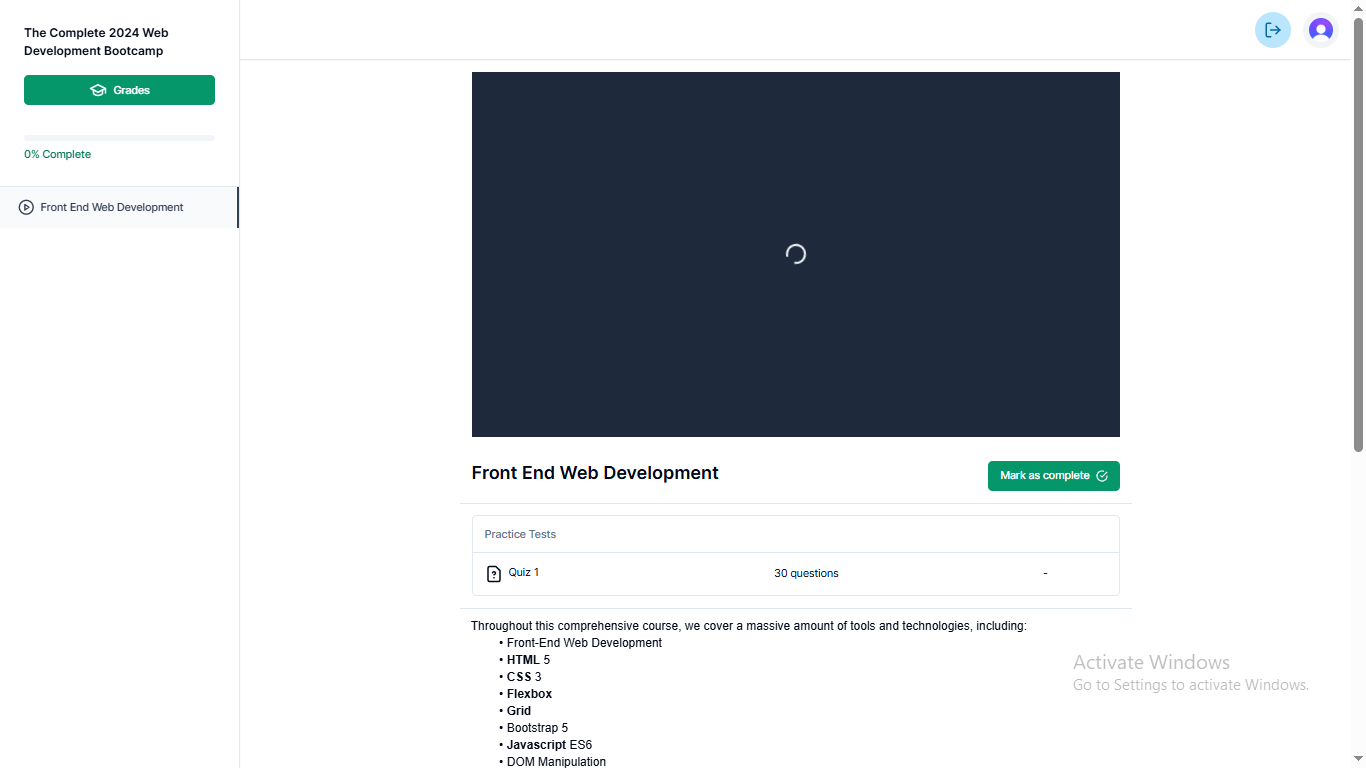 The Complete 2024 Web
Development Bootcamp
Grades
0% Complete
Front End Web Development
Front End Web Development
Mark as complete
Practice Tests
Quiz 1
30 questions
-
Throughout this comprehensive course, we cover a massive amount of tools and technologies, including:
• Front-End Web Development
• HTML 5
• CSS 3
• Flexbox
• Grid
• Bootstrap 5
• Javascript ES6
• DOM Manipulation
Activate Windows
Go to Settings to activate Windows.